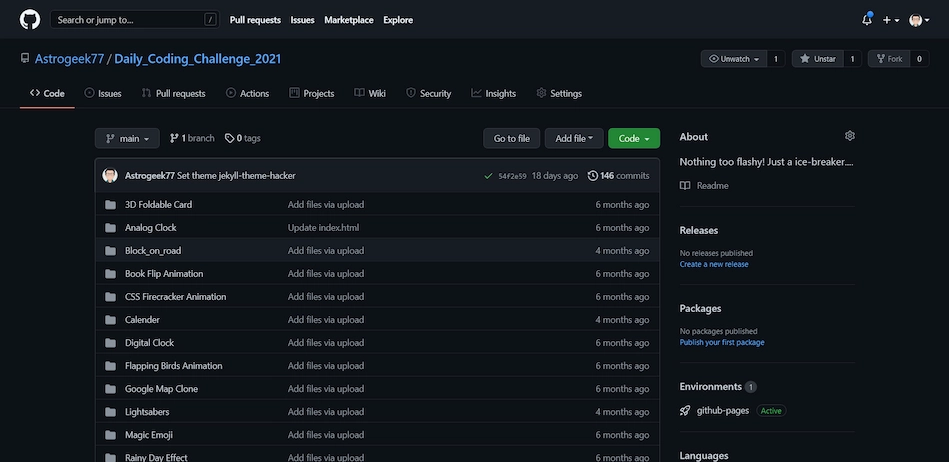 Search or jump to... /
Pull requests Issues Marketplace Explore
Astrogeek77 / Daily_Coding_Challenge_2021
Unwatch 1 Unstar 1 Fork 0
Code Issues Pull requests Actions Projects Wiki Security Insights Settings
main 1 branch 0 tags Go to file Add file Code
Astrogeek77 Set theme jekyll-theme-hacker 54f2e59 18 days ago 146 commits
3D Foldable Card Add files via upload 6 months ago
Analog Clock Update index.html 6 months ago
Block_on_road Add files via upload 4 months ago
Book Flip Animation Add files via upload 6 months ago
CSS Firecracker Animation Add files via upload 6 months ago
Calender Add files via upload 4 months ago
Digital Clock Add files via upload 6 months ago
Flapping Birds Animation Add files via upload 6 months ago
Google Map Clone Add files via upload 6 months ago
Lightsabers Add files via upload 4 months ago
Magic Emoji Add files via upload 6 months ago
Rainy Day Effect Add files via upload 6 months ago
About
Nothing too flashy! Just a ice-breaker....
Readme
Releases
No releases published
Create a new release
Packages
No packages published
Publish your first package
Environments 1
github-pages Active
Languages